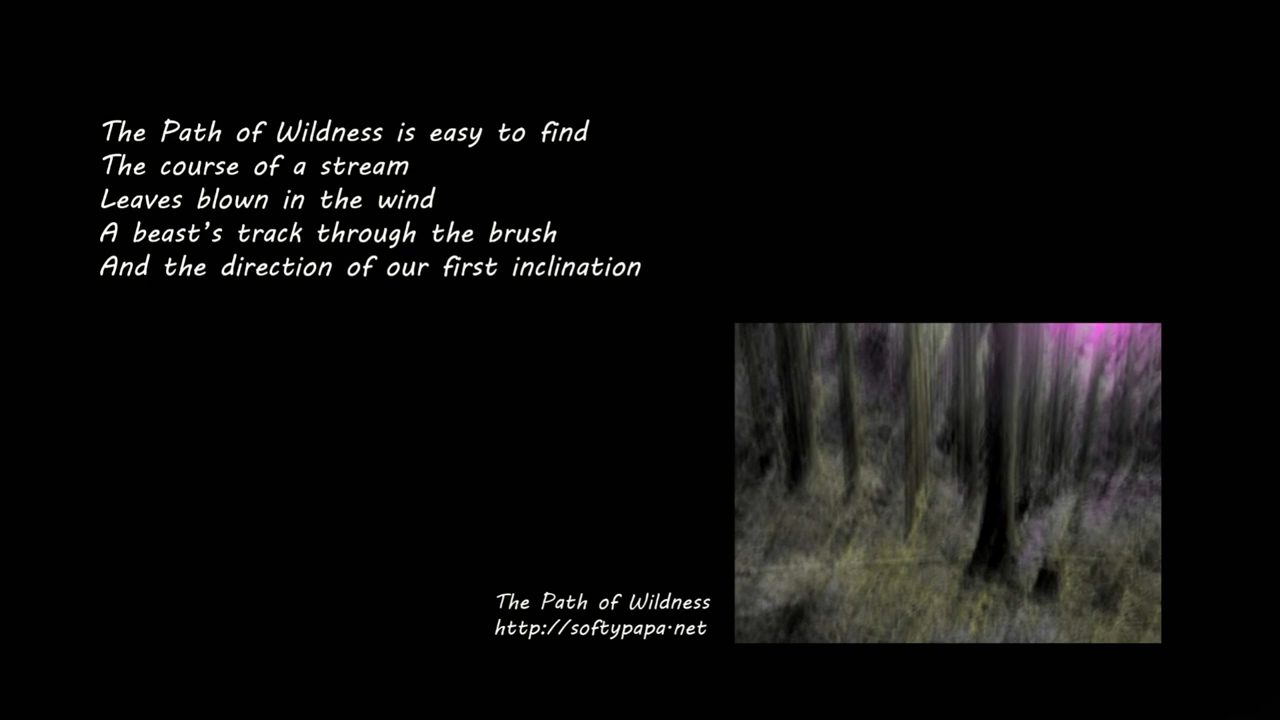 The Path of Wildness is easy to find
The course of a stream
Leaves blown in the wind
A beast's track through the brush
And the direction of our first inclination
The Path of Wildness
http://softypapa.net